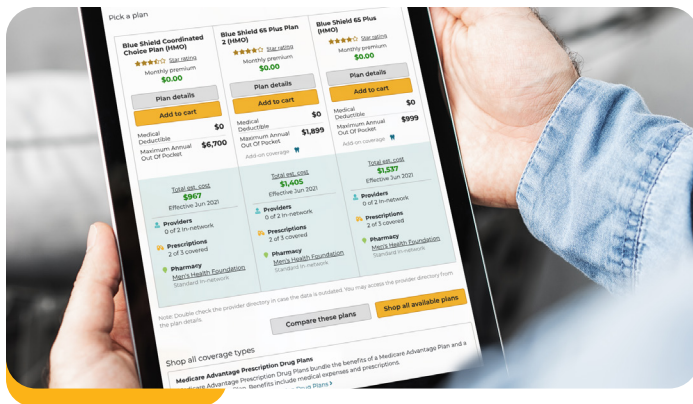 Pick a plan
Blue Shield Coordinated
Choice Plan (HMO)
Star rating
Monthly premium
$0.00
Plan details
Add to cart
Medical
Deductible
$0
Maximum Annual
Out Of Pocket
$6,700
Total est. cost
$967
Effective Jun 2021
Providers
0 of 2 In-network
Prescriptions
2 of 3 covered
Pharmacy
Men's Health Foundation
Standard In-network
Blue Shield 65 Plus Plan
2 (HMO)
Star rating
Monthly premium
$0.00
Plan details
Add to cart
Medical
Deductible
$0
Maximum Annual
Out Of Pocket
$1,899
Add-on coverage
Total est. cost
$1,405
Effective Jun 2021
Providers
0 of 2 In-network
Prescriptions
2 of 3 covered
Pharmacy
Men's Health Foundation
Standard In-network
Blue Shield 65 Plus
(HMO)
Star rating
Monthly premium
$0.00
Plan details
Add to cart
Medical
Deductible
$0
Maximum Annual
Out Of Pocket
$999
Add-on coverage
Total est. cost
$1,537
Effective Jun 2021
Providers
0 of 2 In-network
Prescriptions
2 of 3 covered
Pharmacy
Men's Health Foundation
Standard In-network
Note: Double check the provider directory in case the data is outdated. You may access the provider directory from
the plan details.
Compare these plans
Shop all available plans
Shop all coverage types
Medicare Advantage Prescription Drug Plans
Medicare Advantage Prescription Drug Plans bundle the benefits of a Medicare Advantage Plan and a
Plan. Benefits include medical expenses and prescriptions.
Drug Plans >